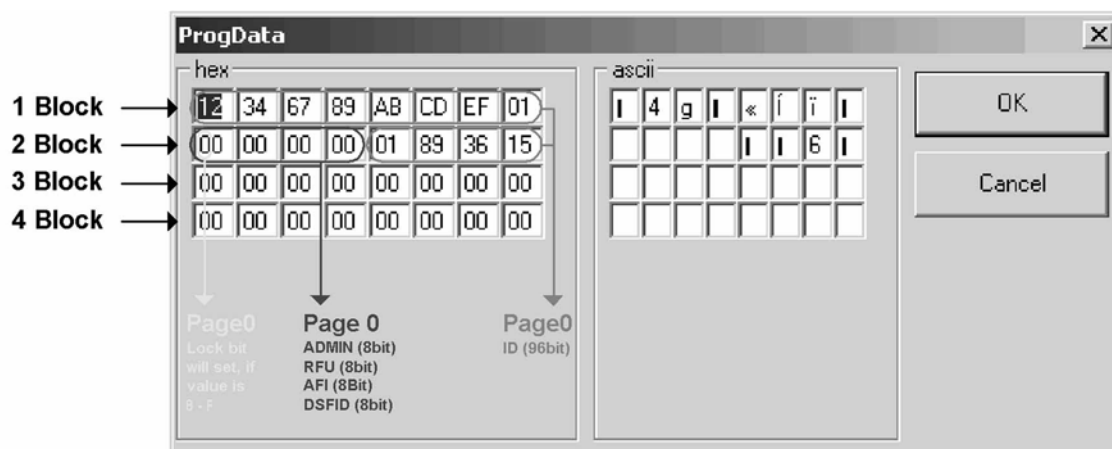 ProgData
hex
ascii
1 Block 12 34 67 89 AB CD EF 01 4 g « Í ï OK
2 Block 00 00 00 00 01 89 36 15 6
3 Block 00 00 00 00 00 00 00 00 Cancel
4 Block 00 00 00 00 00 00 00 00
Page0 Page 0 Page0
Lock bit ADMIN (8bit) ID (96bit)
will set, if RFU (8bit)
value is AFI (8Bit)
8 - F DSFID (8bit)